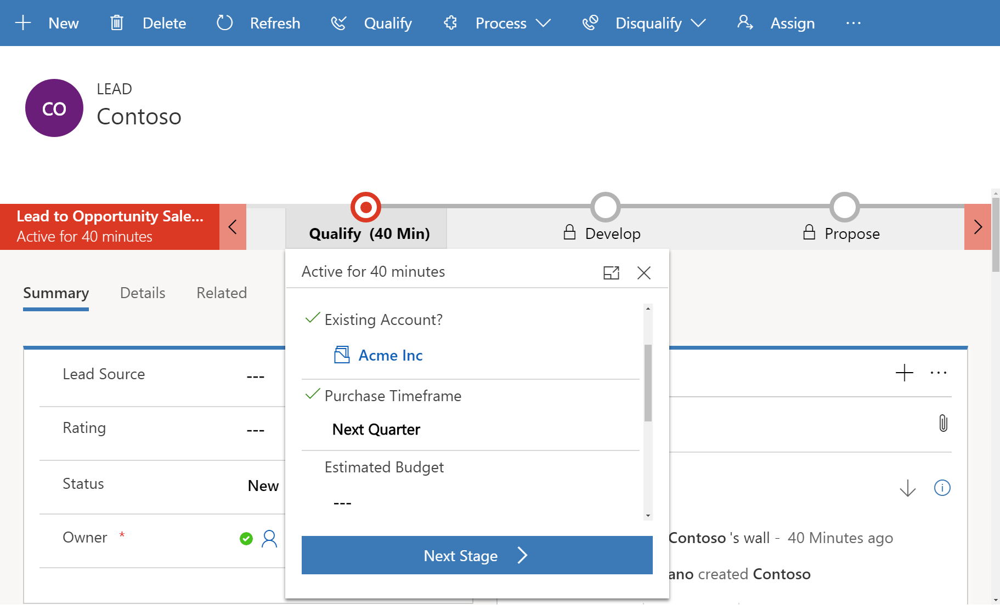 New Delete Refresh Qualify Process Disqualify Assign ...
CO
LEAD
Contoso
Lead to Opportunity Sale...
Active for 40 minutes
Qualify (40 Min)
Develop
Propose
Summary Details Related
Active for 40 minutes
Existing Account?
Acme Inc
Purchase Timeframe
Next Quarter
Estimated Budget
---
Next Stage
Lead Source ---
Rating ---
Status New
Owner *
Contoso 's wall - 40 Minutes ago
ano created Contoso